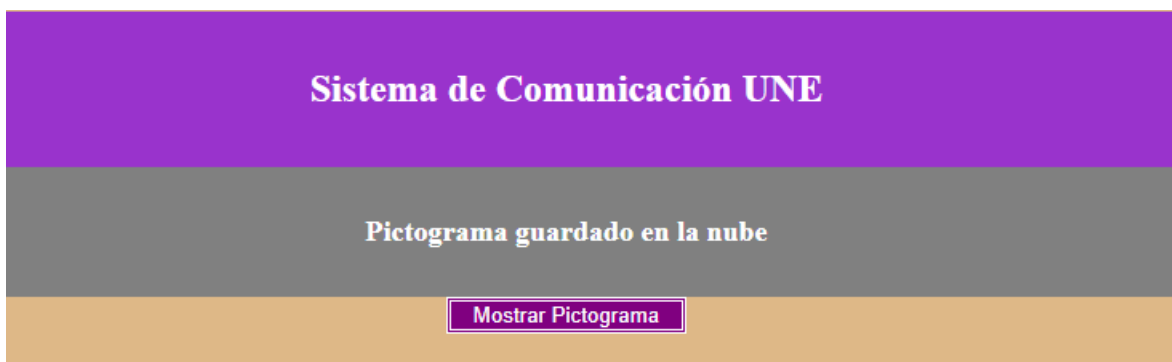 Sistema de Comunicación UNE
Pictograma guardado en la nube
Mostrar Pictograma